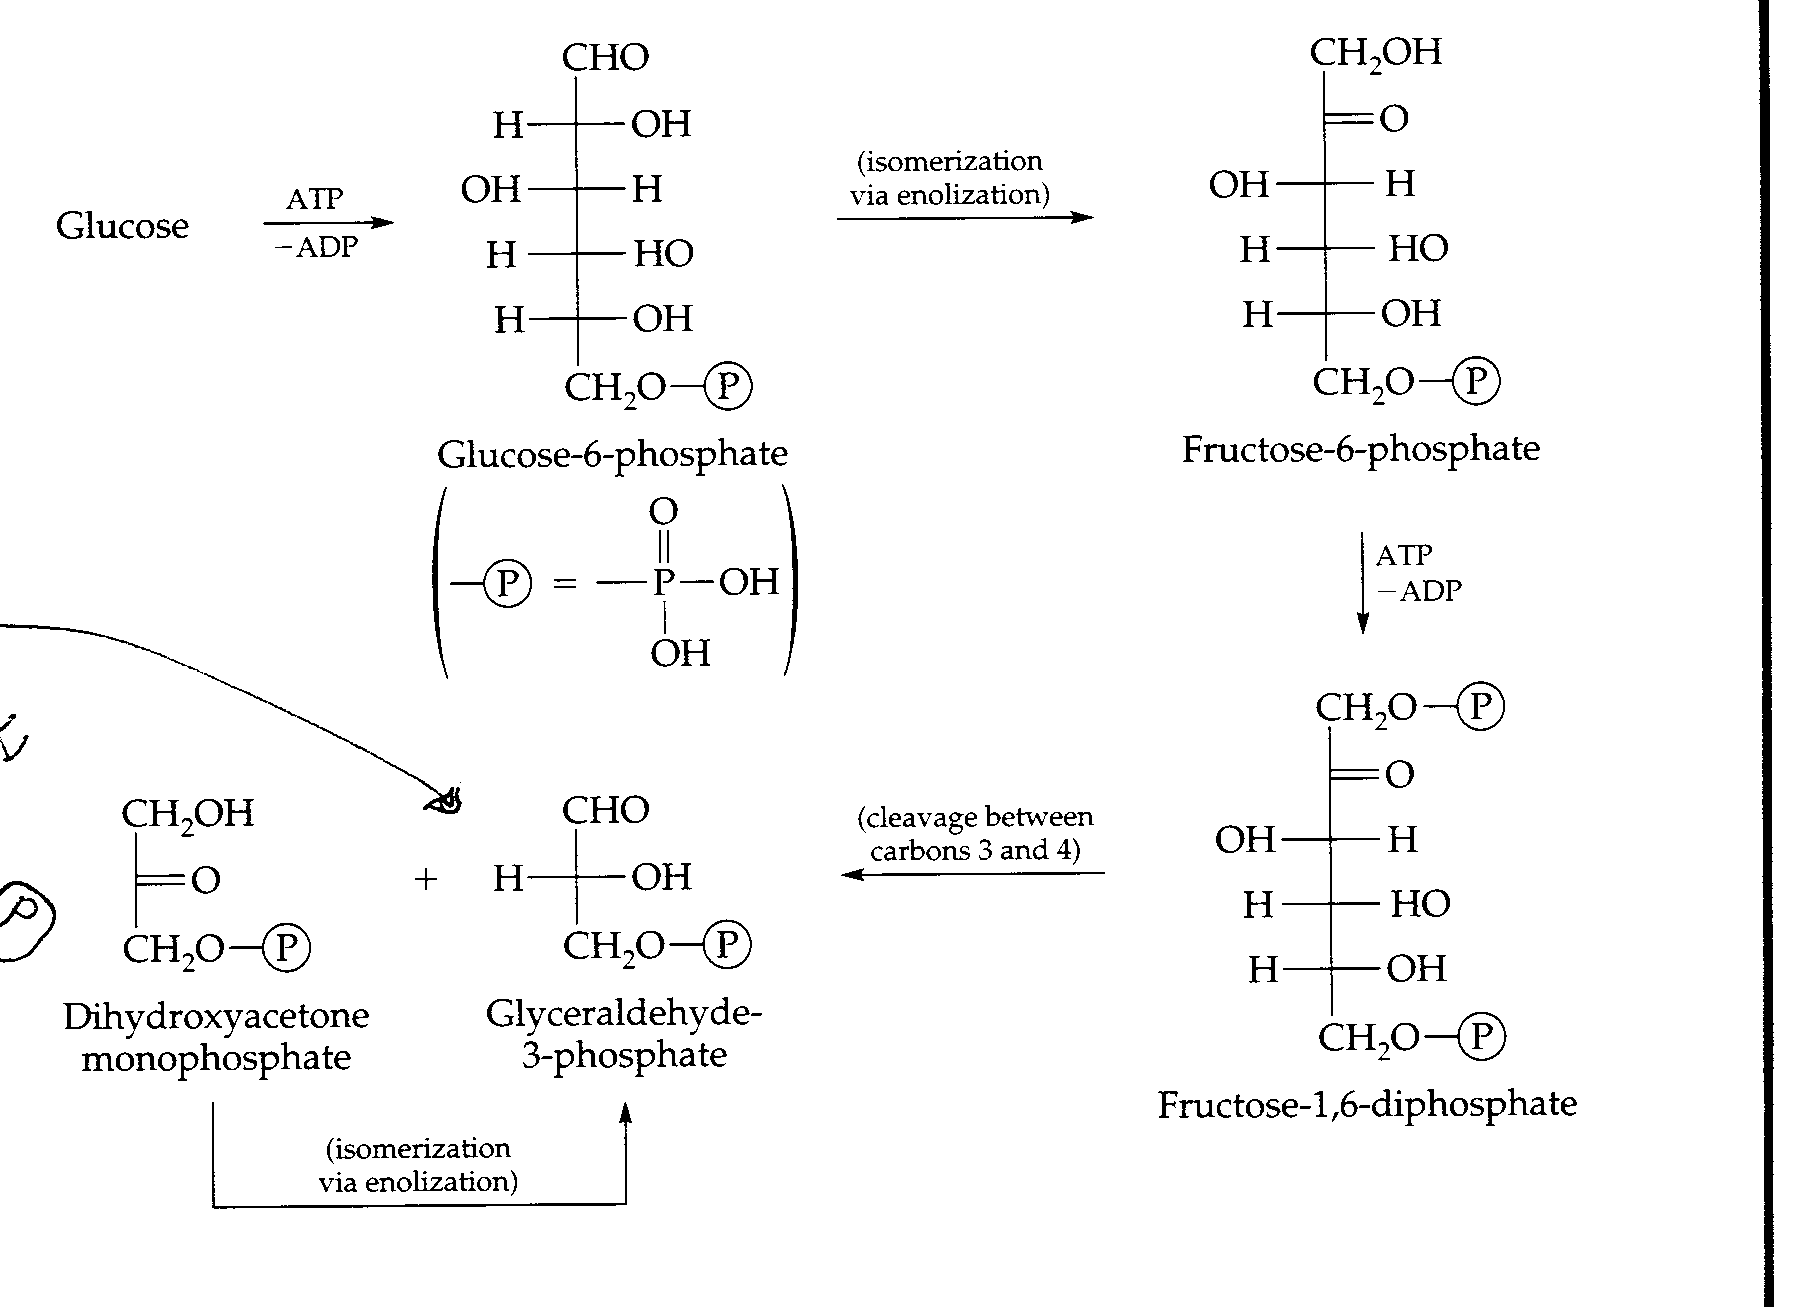 CHO
H OH
OH H
H HO
H OH
CH₂O P
Glucose-6-phosphate
Glucose
ATP
−ADP
(isomerization
via enolization)
CH₂OH
O
OH H
H HO
H OH
CH₂O P
Fructose-6-phosphate
P = O
P OH
OH
ATP
−ADP
CH₂O P
O
OH H
H HO
H OH
CH₂O P
Fructose-1,6-diphosphate
(cleavage between
carbons 3 and 4)
CH₂OH
O
CH₂O P
Dihydroxyacetone
monophosphate
+
CHO
H OH
CH₂O P
Glyceraldehyde-
3-phosphate
(isomerization
via enolization)
P